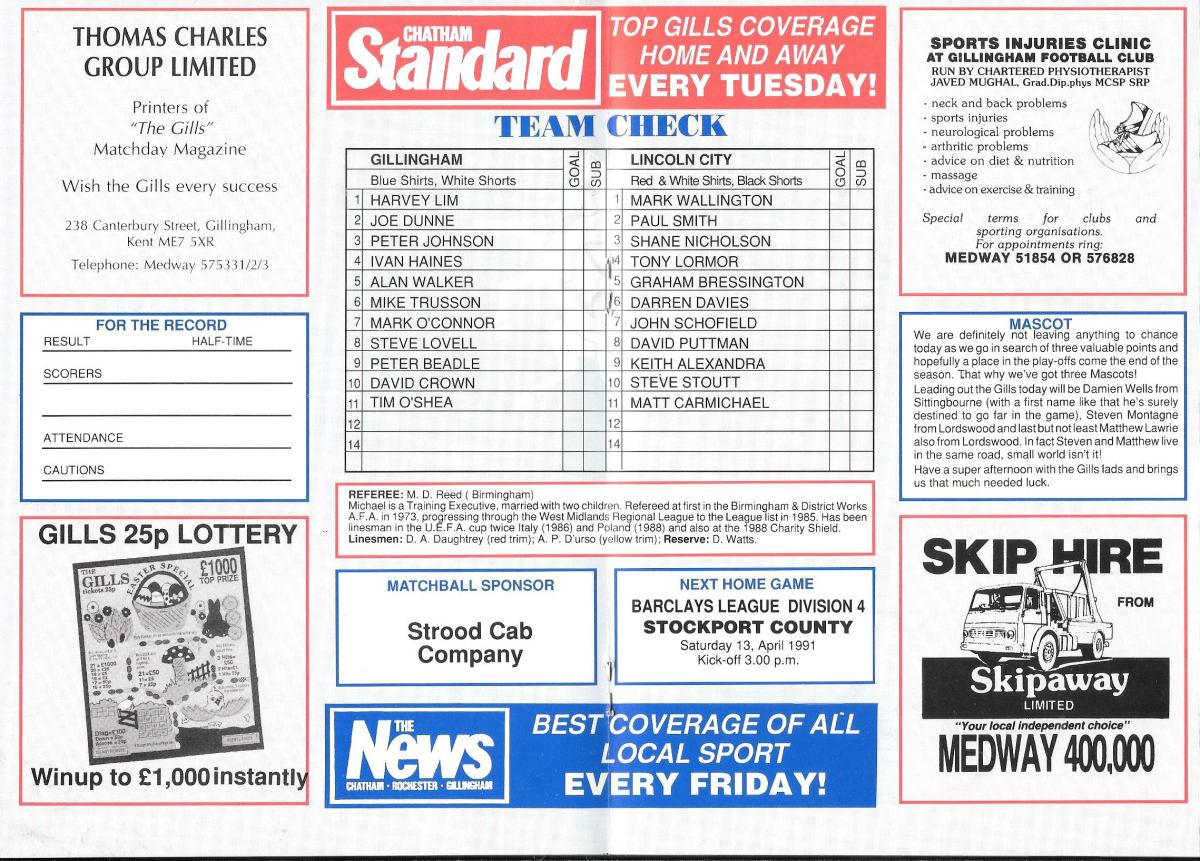 THOMAS CHARLES
GROUP LIMITED
Printers of
"The Gills"
Matchday Magazine
Wish the Gills every success
238 Canterbury Street, Gillingham,
Kent ME7 5XR
Telephone: Medway 575331/2/3
FOR THE RECORD
RESULT HALF-TIME
SCORERS
ATTENDANCE
CAUTIONS
GILLS 25p LOTTERY
THE
GILLS
tickets 25p
EASTER SPECIAL
£1000
TOP PRIZE
Winup to £1,000instantly
CHATHAM
Standard
TOP GILLS COVERAGE
HOME AND AWAY
EVERY TUESDAY!
TEAM CHECK
GILLINGHAM GOAL SUB LINCOLN CITY GOAL SUB
Blue Shirts, White Shorts Red & White Shirts, Black Shorts
1 HARVEY LIM 1 MARK WALLINGTON
2 JOE DUNNE 2 PAUL SMITH
3 PETER JOHNSON 3 SHANE NICHOLSON
4 IVAN HAINES 4 TONY LORMOR
5 ALAN WALKER 5 GRAHAM BRESSINGTON
6 MIKE TRUSSON 6 DARREN DAVIES
7 MARK O'CONNOR 7 JOHN SCHOFIELD
8 STEVE LOVELL 8 DAVID PUTTMAN
9 PETER BEADLE 9 KEITH ALEXANDRA
10 DAVID CROWN 10 STEVE STOUTT
11 TIM O'SHEA 11 MATT CARMICHAEL
12 12
14 14
REFEREE: M. D. Reed ( Birmingham)
Michael is a Training Executive, married with two children. Refereed at first in the Birmingham & District Works
A.F.A. in 1973, progressing through the West Midlands Regional League to the League list in 1985. Has been
linesman in the U.E.F.A. cup twice Italy (1986) and Poland (1988) and also at the 1988 Charity Shield.
Linesmen: D. A. Daughtrey (red trim); A. P. D'urso (yellow trim); Reserve: D. Watts.
MATCHBALL SPONSOR
Strood Cab
Company
NEXT HOME GAME
BARCLAYS LEAGUE DIVISION 4
STOCKPORT COUNTY
Saturday 13, April 1991
Kick-off 3.00 p.m.
THE
News
CHATHAM · ROCHESTER · GILLINGHAM
BEST COVERAGE OF ALL
LOCAL SPORT
EVERY FRIDAY!
SPORTS INJURIES CLINIC
AT GILLINGHAM FOOTBALL CLUB
RUN BY CHARTERED PHYSIOTHERAPIST
JAVED MUGHAL, Grad.Dip.phys MCSP SRP
- neck and back problems
- sports injuries
- neurological problems
- arthritic problems
- advice on diet & nutrition
- massage
- advice on exercise & training
Special terms for clubs and
sporting organisations.
For appointments ring:
MEDWAY 51854 OR 576828
MASCOT
We are definitely not leaving anything to chance
today as we go in search of three valuable points and
hopefully a place in the play-offs come the end of the
season. That why we've got three Mascots!
Leading out the Gills today will be Damien Wells from
Sittingbourne (with a first name like that he's surely
destined to go far in the game), Steven Montagne
from Lordswood and last but not least Matthew Lawrie
also from Lordswood. In fact Steven and Matthew live
in the same road, small world isn't it!
Have a super afternoon with the Gills lads and brings
us that much needed luck.
SKIP HIRE
FROM
Skipaway
LIMITED
"Your local independent choice"
MEDWAY 400,000